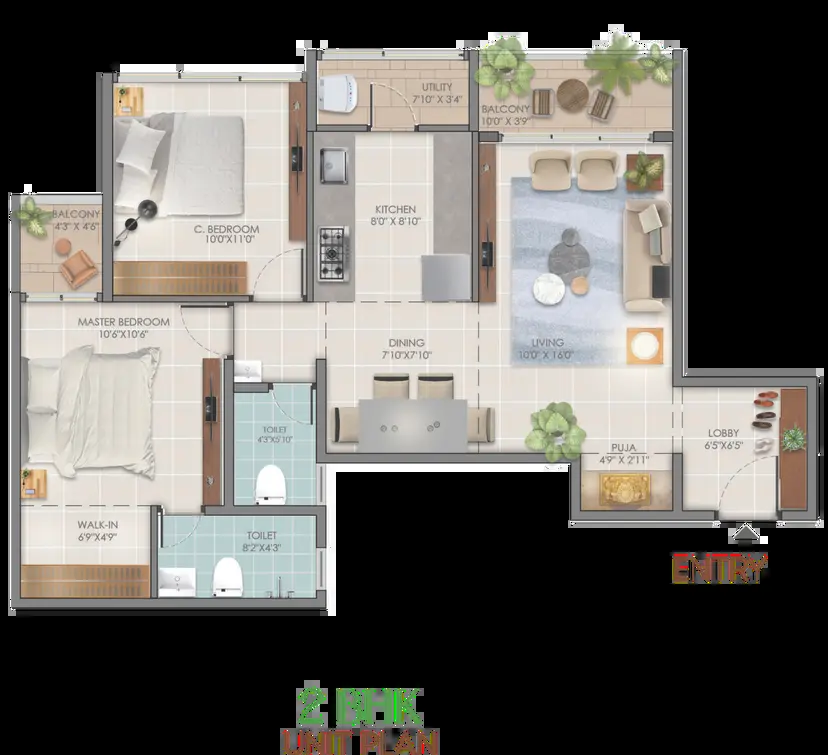 UTILITY
7'10" X 3'4"
BALCONY
10'0" X 3'9"
C. BEDROOM
10'0"X11'0"
KITCHEN
8'0" X 8'10"
BALCONY
4'3" X 4'6"
MASTER BEDROOM
10'6"X10'6"
DINING
7'10"X7'10"
LIVING
10'0" X 16'0"
TOILET
4'3"X6'10"
PUJA
4'9" X 2'11"
LOBBY
6'5"X6'5"
WALK-IN
6'9"X4'9"
TOILET
8'2"X4'3"
ENTRY
2 BHK
UNIT PLAN